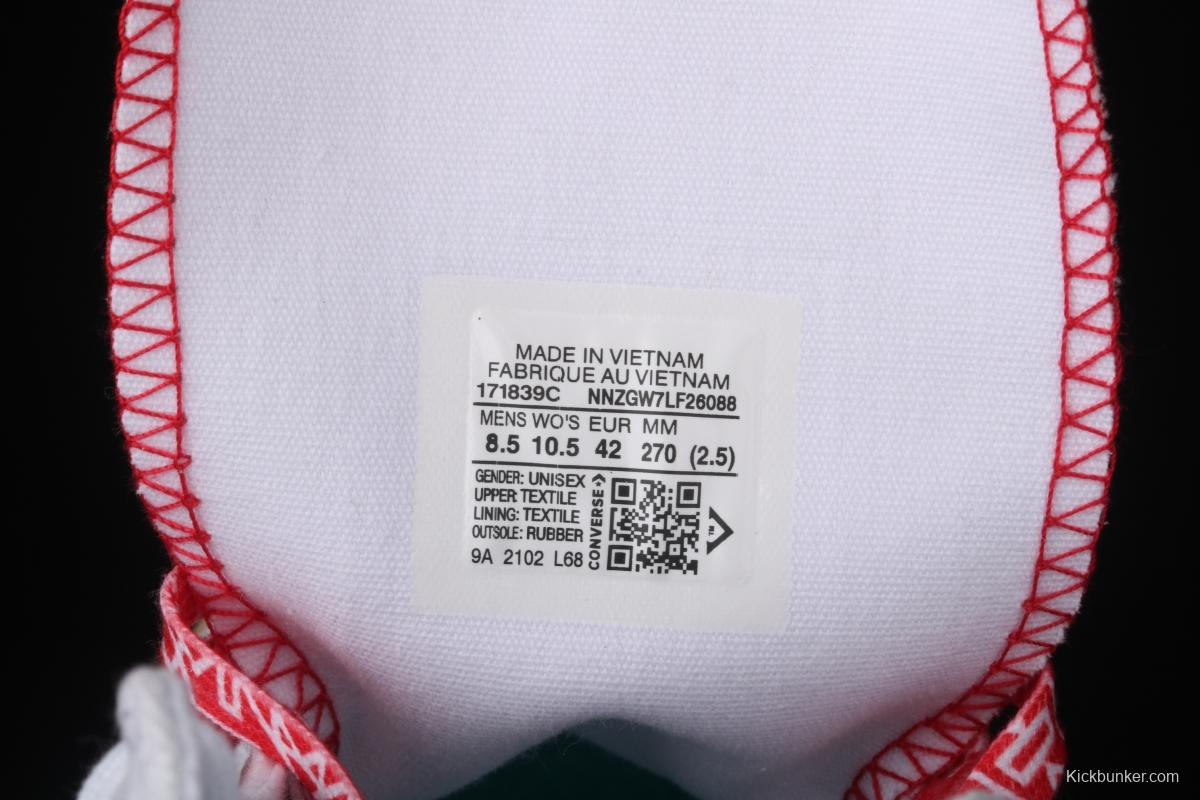 MADE IN VIETNAM
FABRIQUE AU VIETNAM
171839C NNZGW7LF26088
MENS WO'S EUR MM
8.5 10.5 42 270 (2.5)
GENDER: UNISEX
UPPER: TEXTILE
LINING: TEXTILE
OUTSOLE: RUBBER
9A 2102 L68
CONVERSE
TM
Kickbunker.com